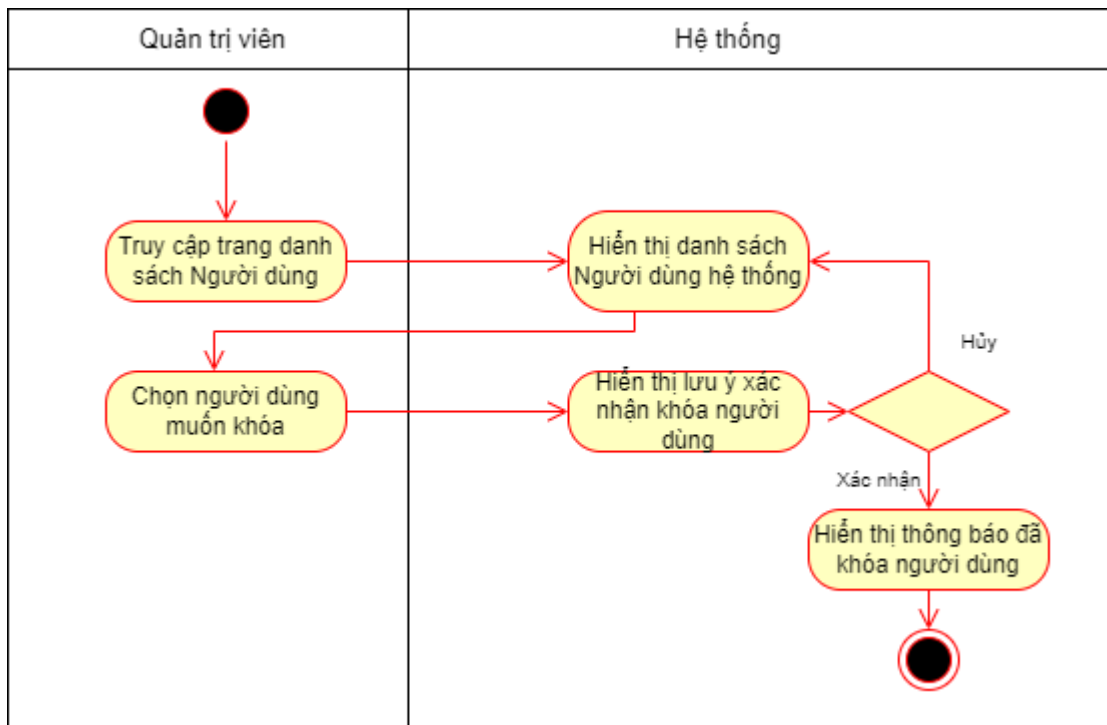 Quản trị viên
Hệ thống
Truy cập trang danh
sách Người dùng
Hiển thị danh sách
Người dùng hệ thống
Hủy
Chọn người dùng
muốn khóa
Hiển thị lưu ý xác
nhận khóa người
dùng
Xác nhận
Hiển thị thông báo đã
khóa người dùng